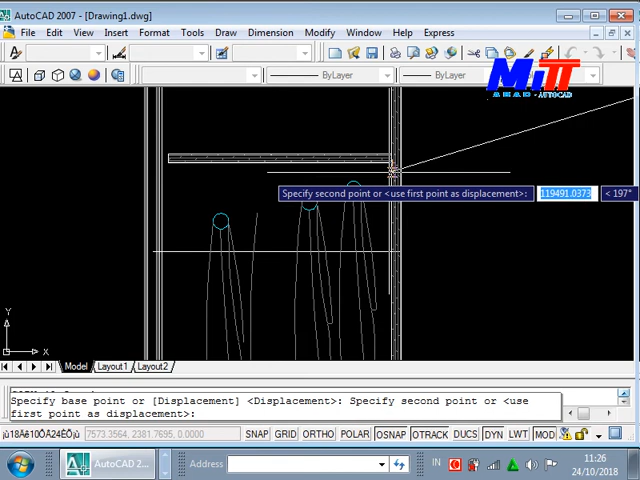 AutoCAD 2007 - [Drawing1.dwg]
File Edit View Insert Format Tools Draw Dimension Modify Window Help Express
ByLayer ByLayer
MiTT
AKAD - AUTOCAD
Specify second point or <use first point as displacement>: 119491.0373 < 197°
Y
X
Model Layout1 Layout2
Specify base point or [Displacement] <Displacement>: Specify second point or <use
first point as displacement>:
7573.3564, 2381.7695, 0.0000 SNAP GRID ORTHO POLAR OSNAP OTRACK DUCS DYN LWT MOD
AutoCAD 2... Address IN 11:26
24/10/2018